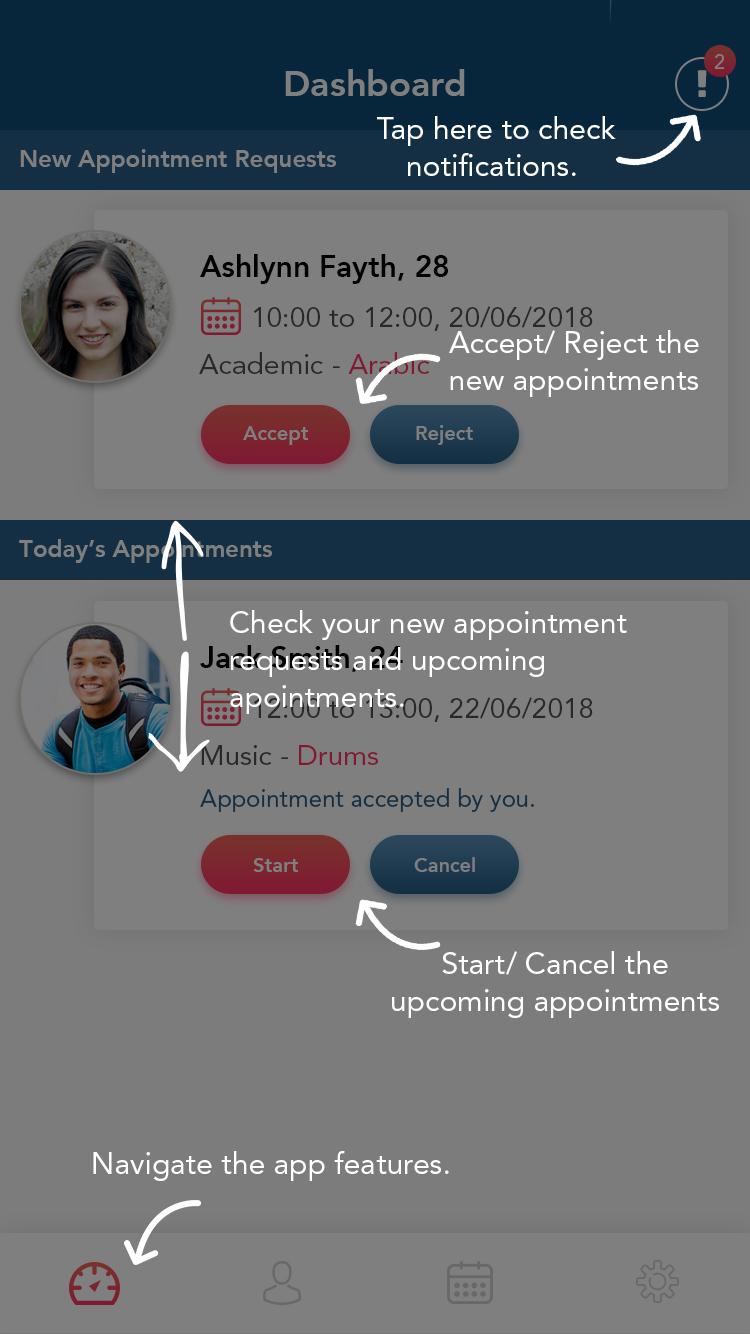 2
Dashboard
Tap here to check
notifications.
New Appointment Requests
Ashlynn Fayth, 28
10:00 to 12:00, 20/06/2018
Accept/ Reject the
new appointments
Academic - Arabic
Accept
Reject
Today's Appointments
Check your new appointment
requests and upcoming
apointments.
Jack Smith, 24
12:00 to 13:00, 22/06/2018
Music - Drums
Appointment accepted by you.
Start
Cancel
Start/ Cancel the
upcoming appointments
Navigate the app features.